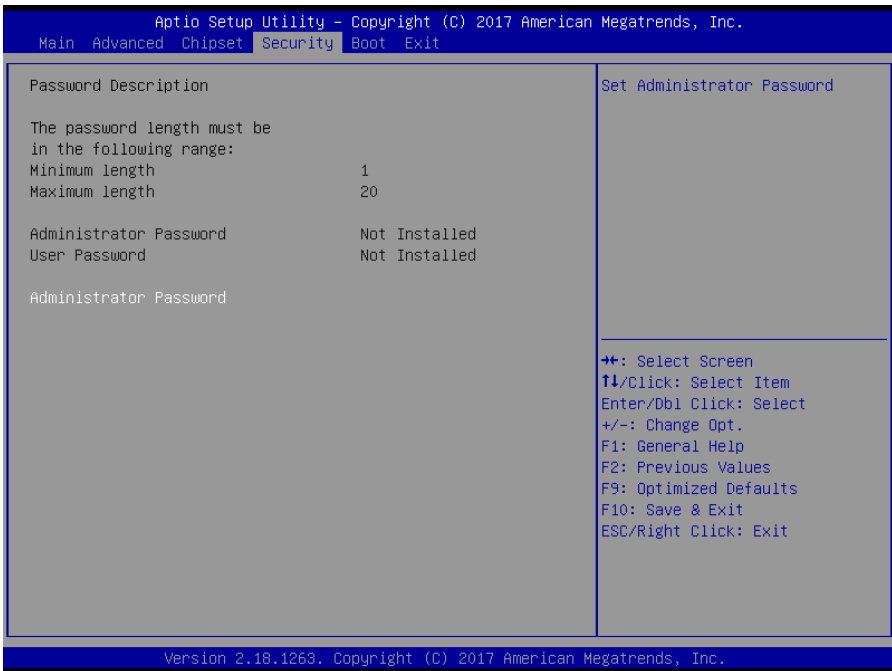 Aptio Setup Utility – Copyright (C) 2017 American Megatrends, Inc.
Main Advanced Chipset Security Boot Exit
Password Description
The password length must be
in the following range:
Minimum length 1
Maximum length 20
Administrator Password Not Installed
User Password Not Installed
Administrator Password
Set Administrator Password
→←: Select Screen
↑↓/Click: Select Item
Enter/Dbl Click: Select
+/-: Change Opt.
F1: General Help
F2: Previous Values
F9: Optimized Defaults
F10: Save & Exit
ESC/Right Click: Exit
Version 2.18.1263. Copyright (C) 2017 American Megatrends, Inc.